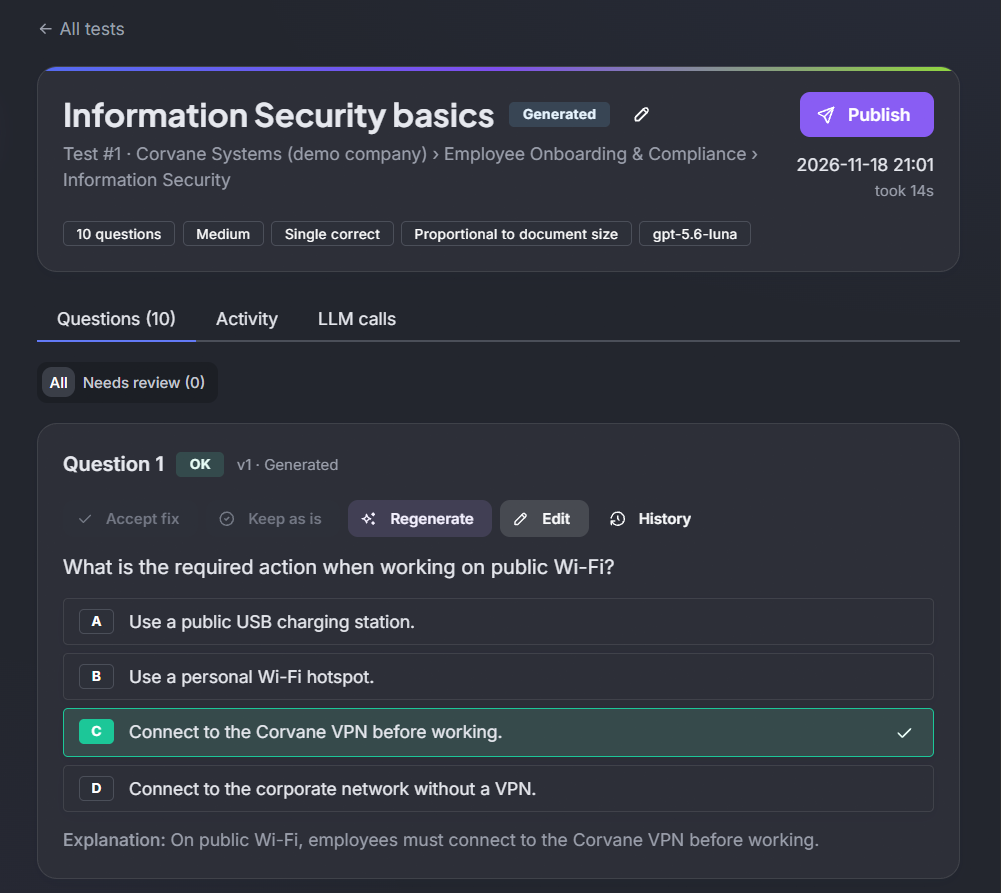 ← All tests
Information Security basics
Generated
Publish
Test #1 · Corvane Systems (demo company) › Employee Onboarding & Compliance ›
Information Security
2026-11-18 21:01
took 14s
10 questions
Medium
Single correct
Proportional to document size
gpt-5.6-luna
Questions (10)
Activity
LLM calls
All
Needs review (0)
Question 1
OK
v1 · Generated
Accept fix
Keep as is
Regenerate
Edit
History
What is the required action when working on public Wi-Fi?
A
Use a public USB charging station.
B
Use a personal Wi-Fi hotspot.
C
Connect to the Corvane VPN before working.
D
Connect to the corporate network without a VPN.
Explanation: On public Wi-Fi, employees must connect to the Corvane VPN before working.